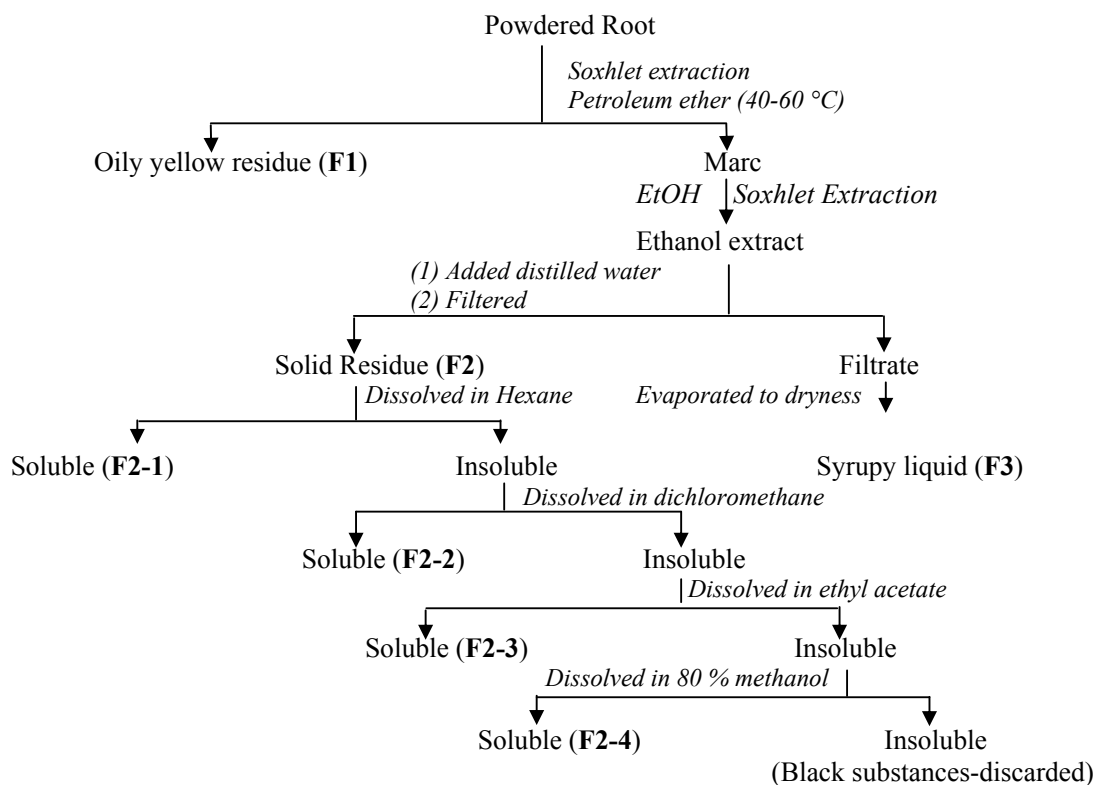 Powdered Root
Soxhlet extraction
Petroleum ether (40-60 °C)
Oily yellow residue (F1)
Marc
EtOH
Soxhlet Extraction
Ethanol extract
(1) Added distilled water
(2) Filtered
Solid Residue (F2)
Filtrate
Dissolved in Hexane
Evaporated to dryness
Soluble (F2-1)
Insoluble
Syrupy liquid (F3)
Dissolved in dichloromethane
Soluble (F2-2)
Insoluble
Dissolved in ethyl acetate
Soluble (F2-3)
Insoluble
Dissolved in 80 % methanol
Soluble (F2-4)
Insoluble
(Black substances-discarded)